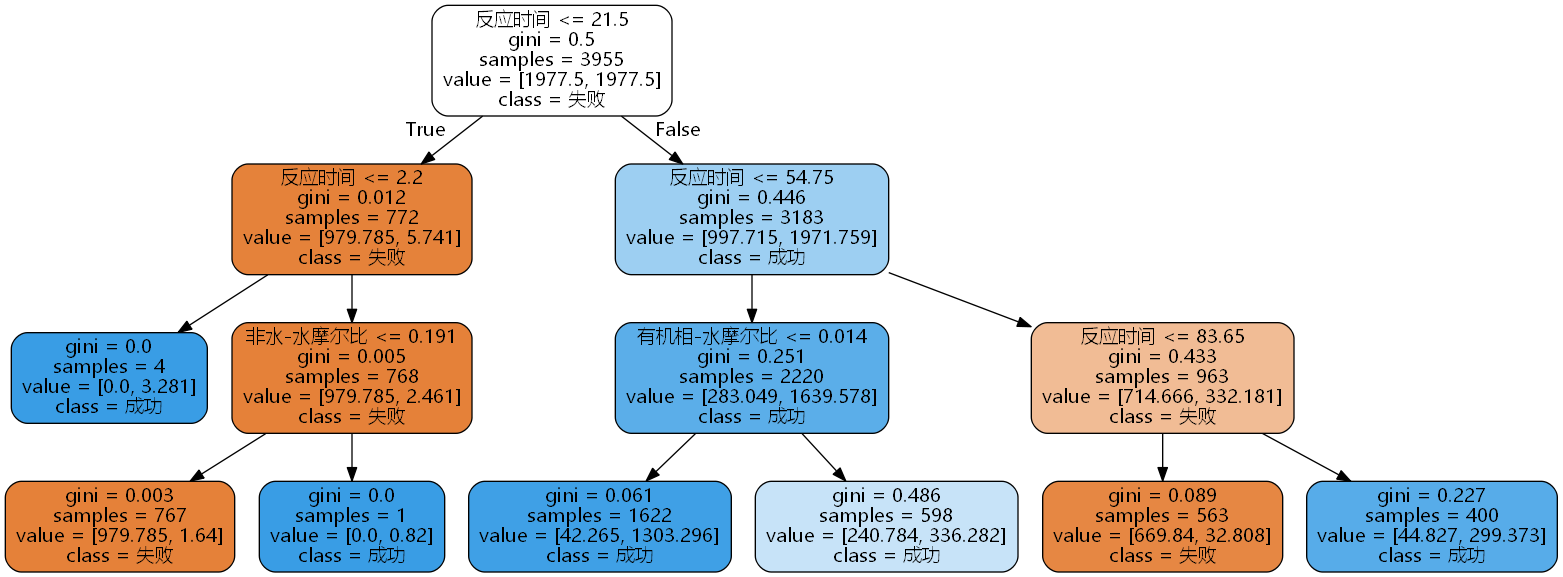 反应时间 <= 21.5
gini = 0.5
samples = 3955
value = [1977.5, 1977.5]
class = 失败
True
False
反应时间 <= 2.2
gini = 0.012
samples = 772
value = [979.785, 5.741]
class = 失败
反应时间 <= 54.75
gini = 0.446
samples = 3183
value = [997.715, 1971.759]
class = 成功
gini = 0.0
samples = 4
value = [0.0, 3.281]
class = 成功
非水-水摩尔比 <= 0.191
gini = 0.005
samples = 768
value = [979.785, 2.461]
class = 失败
有机相-水摩尔比 <= 0.014
gini = 0.251
samples = 2220
value = [283.049, 1639.578]
class = 成功
反应时间 <= 83.65
gini = 0.433
samples = 963
value = [714.666, 332.181]
class = 失败
gini = 0.003
samples = 767
value = [979.785, 1.64]
class = 失败
gini = 0.0
samples = 1
value = [0.0, 0.82]
class = 成功
gini = 0.061
samples = 1622
value = [42.265, 1303.296]
class = 成功
gini = 0.486
samples = 598
value = [240.784, 336.282]
class = 成功
gini = 0.089
samples = 563
value = [669.84, 32.808]
class = 失败
gini = 0.227
samples = 400
value = [44.827, 299.373]
class = 成功